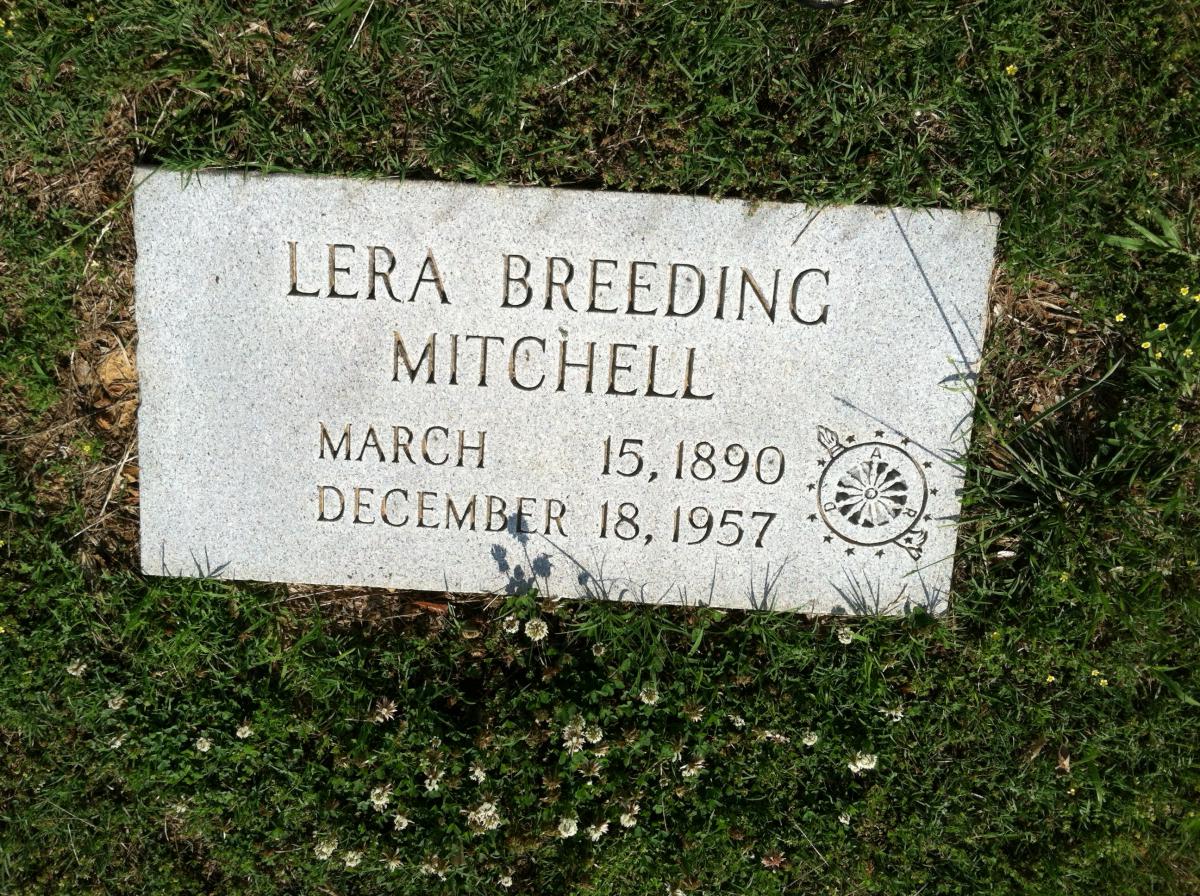 LERA BREEDING
MITCHELL
MARCH 15, 1890
DECEMBER 18, 1957
D A R